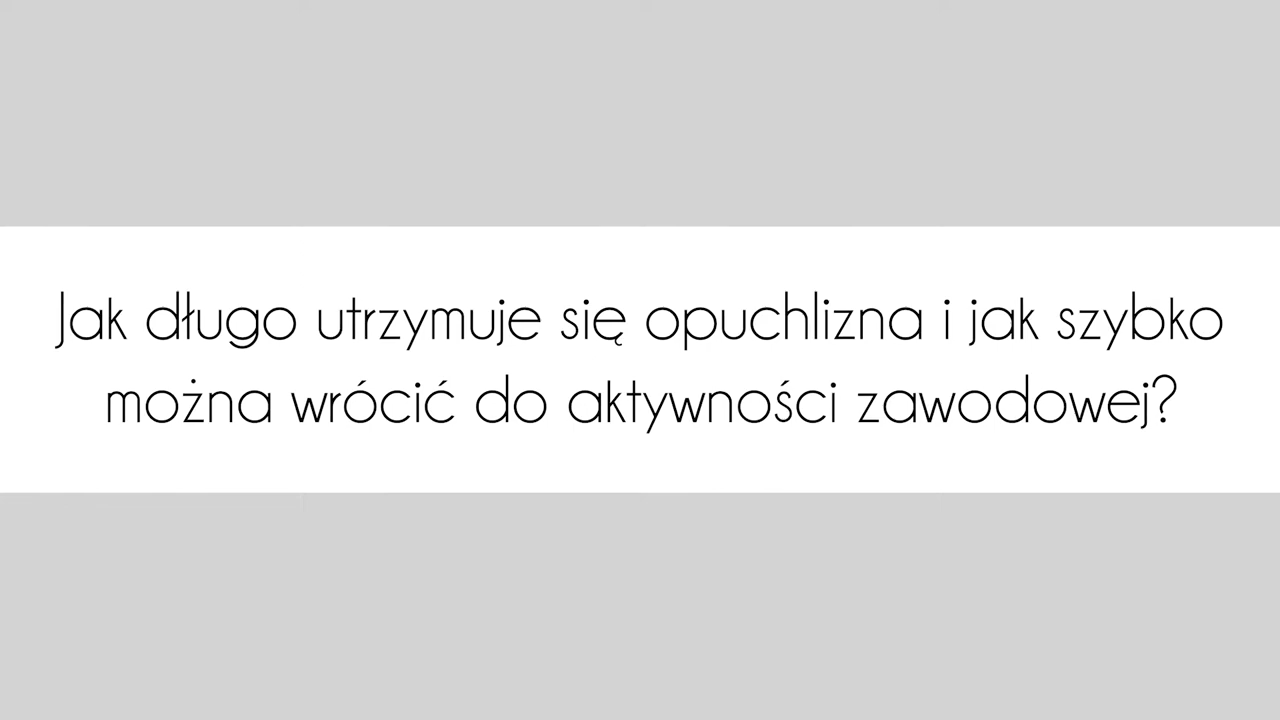 Jak długo utrzymuje się opuchlizna i jak szybko
można wrócić do aktywności zawodowej?